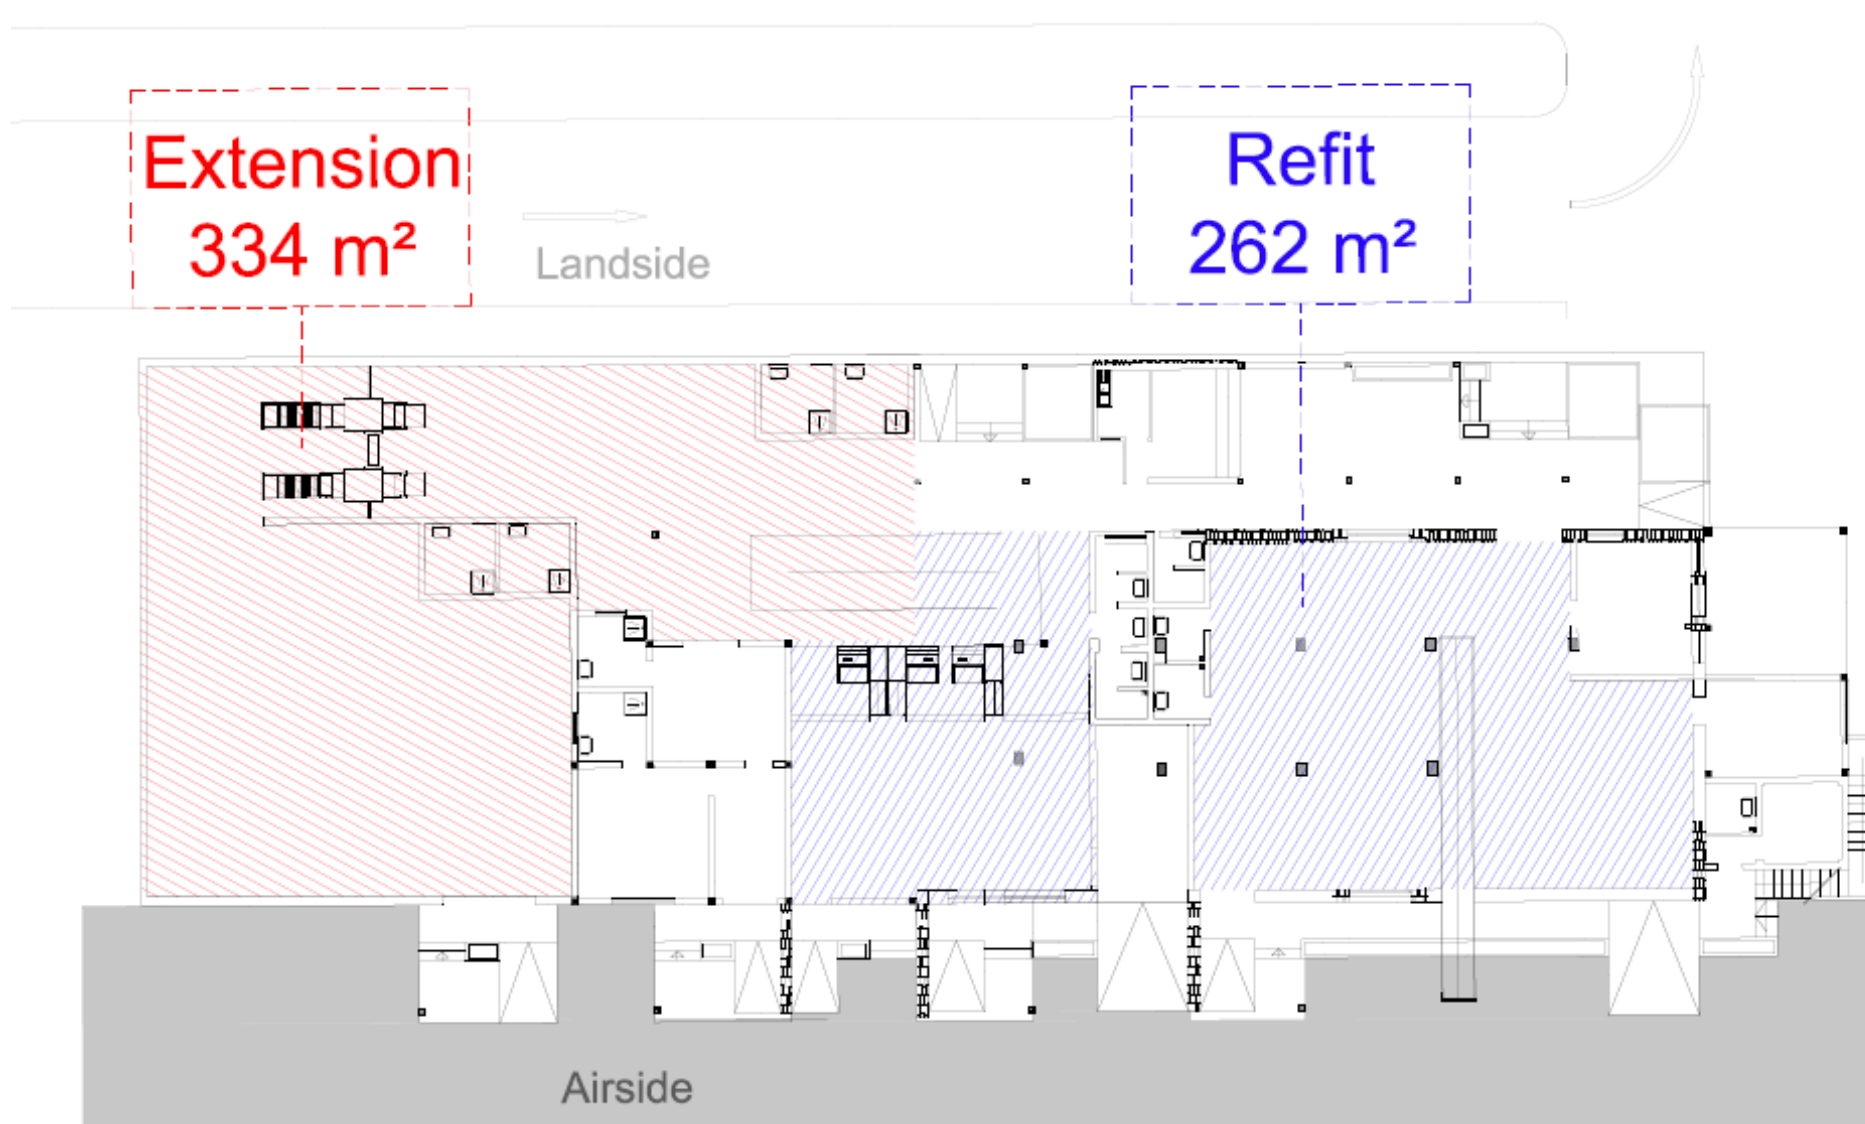 Extension
334 m²
Refit
262 m²
Landside
Airside